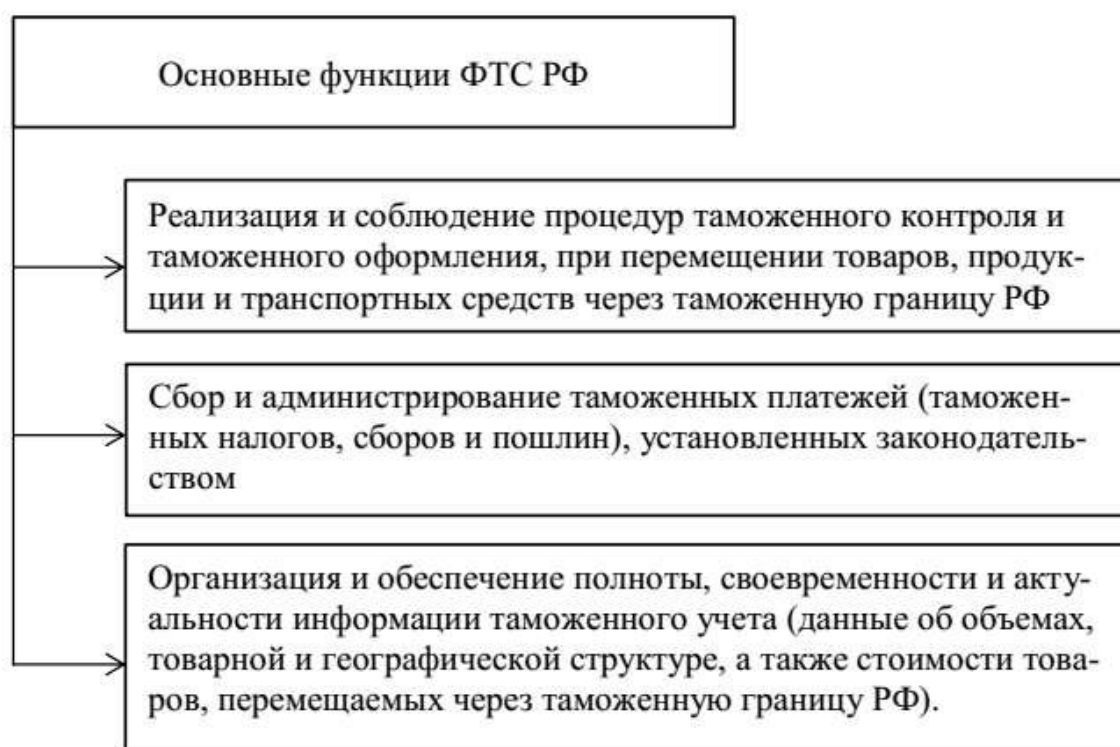 Основные функции ФТС РФ
Реализация и соблюдение процедур таможенного контроля и
таможенного оформления, при перемещении товаров, продук-
ции и транспортных средств через таможенную границу РФ
Сбор и администрирование таможенных платежей (таможен-
ных налогов, сборов и пошлин), установленных законодатель-
ством
Организация и обеспечение полноты, своевременности и акту-
альности информации таможенного учета (данные об объемах,
товарной и географической структуре, а также стоимости това-
ров, перемещаемых через таможенную границу РФ).